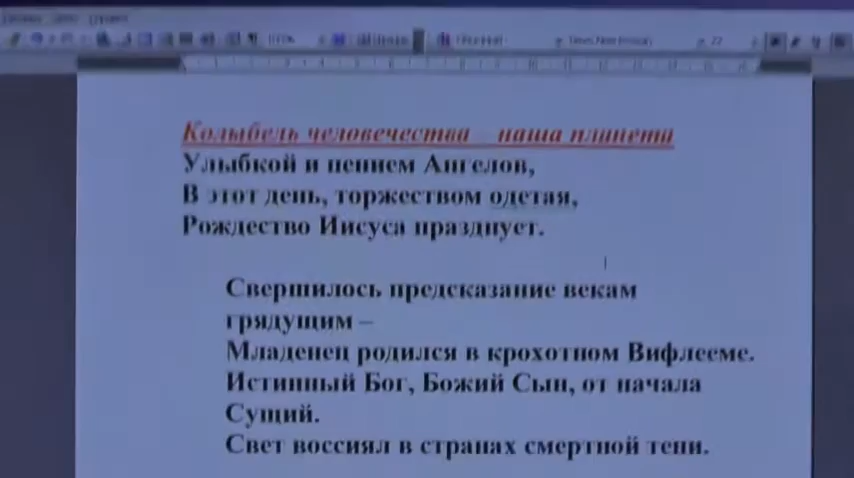 Колыбель человечества – наша планета
Улыбкой и пением Ангелов,
В этот день, торжеством одетая,
Рождество Иисуса празднует.
Свершилось предсказание векам
грядущим –
Младенец родился в крохотном Вифлееме.
Истинный Бог, Божий Сын, от начала
Сущий.
Свет воссиял в странах смертной тени.